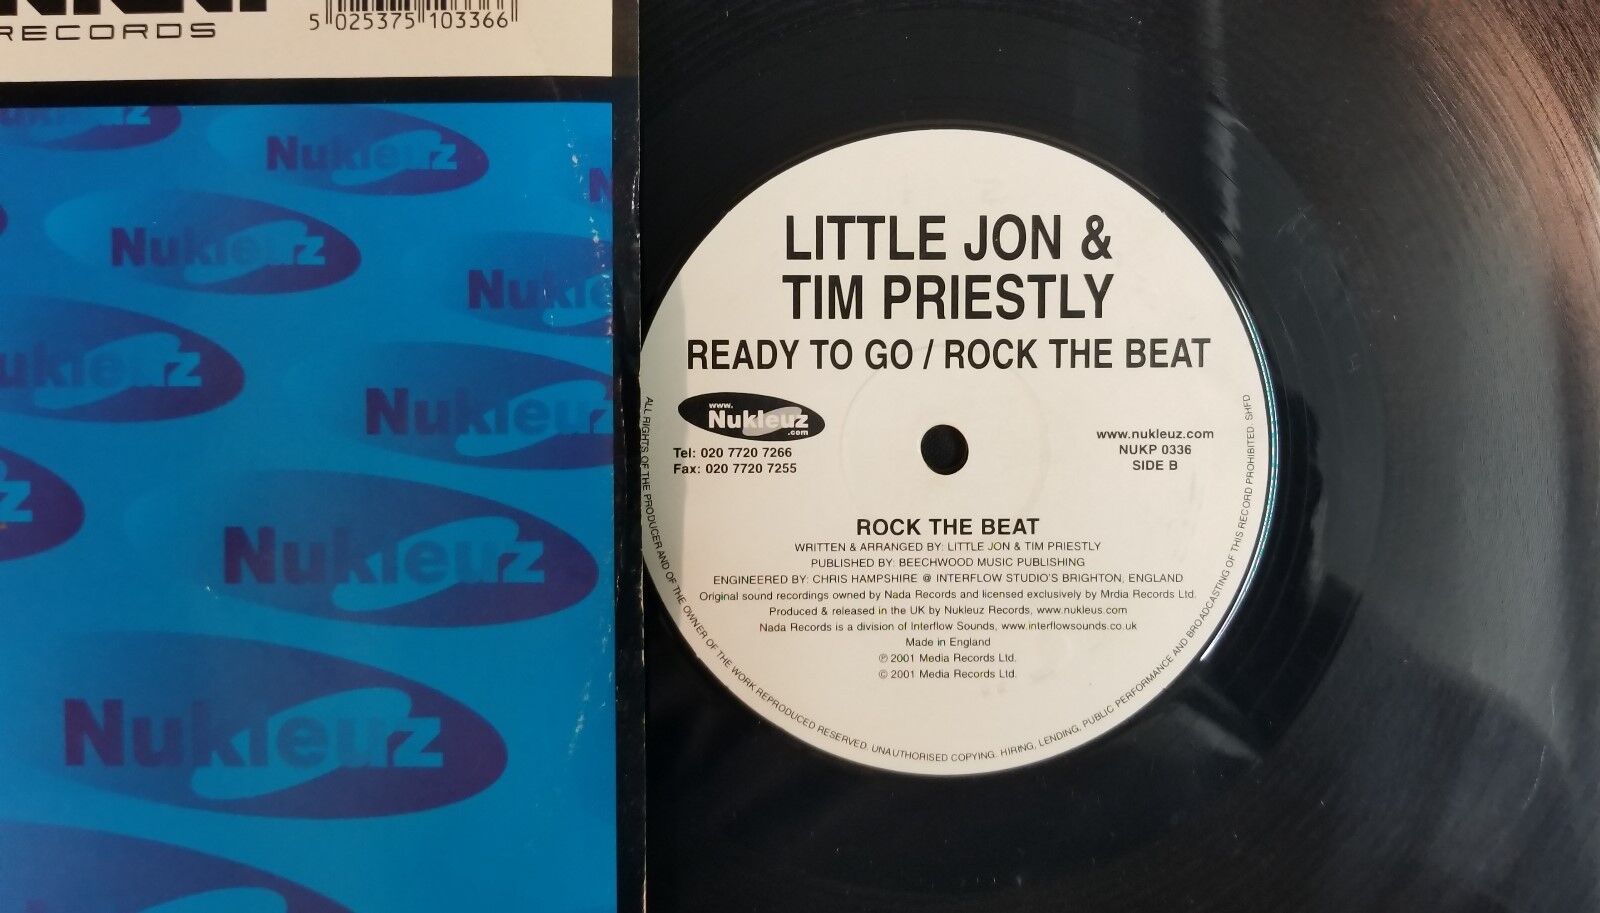 RECORDS
5 025375 103366
Nukleuz
Nukleuz
Nukleuz
Nukleuz
Nukleuz
LITTLE JON &
TIM PRIESTLY
READY TO GO / ROCK THE BEAT
www.
Nukleuz
.com
Tel: 020 7720 7266
Fax: 020 7720 7255
www.nukleuz.com
NUKP 0336
SIDE B
ROCK THE BEAT
WRITTEN & ARRANGED BY: LITTLE JON & TIM PRIESTLY
PUBLISHED BY: BEECHWOOD MUSIC PUBLISHING
ENGINEERED BY: CHRIS HAMPSHIRE @ INTERFLOW STUDIO'S BRIGHTON, ENGLAND
Original sound recordings owned by Nada Records and licensed exclusively by Mrdia Records Ltd.
Produced & released in the UK by Nukleuz Records, www.nukleus.com
Nada Records is a division of Interflow Sounds, www.interflowsounds.co.uk
Made in England
℗ 2001 Media Records Ltd.
© 2001 Media Records Ltd.
ALL RIGHTS OF THE PRODUCER AND OF THE OWNER OF THE WORK REPRODUCED RESERVED. UNAUTHORISED COPYING, HIRING, LENDING, PUBLIC PERFORMANCE AND BROADCASTING OF THIS RECORD PROHIBITED. SHFD